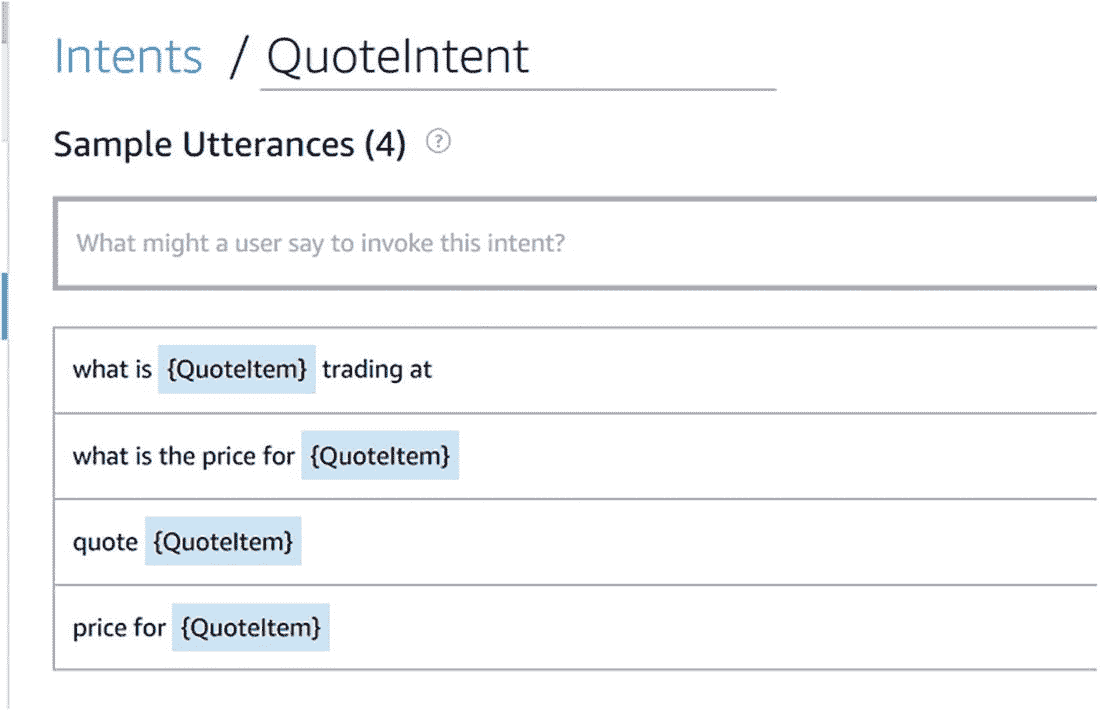 Intents / QuoteIntent
Sample Utterances (4) ?
What might a user say to invoke this intent?
what is {QuoteItem} trading at
what is the price for {QuoteItem}
quote {QuoteItem}
price for {QuoteItem}